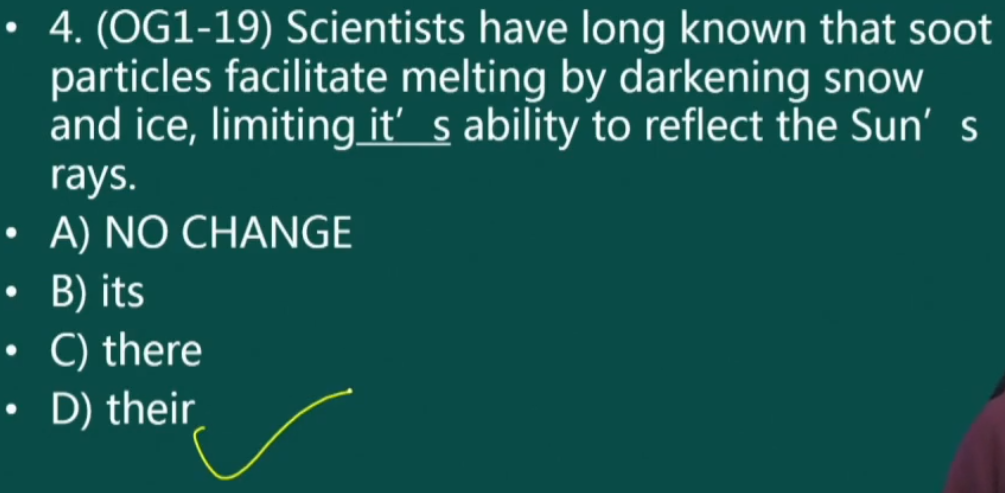 • 4. (OG1-19) Scientists have long known that soot
particles facilitate melting by darkening snow
and ice, limiting it’ s ability to reflect the Sun’ s
rays.
• A) NO CHANGE
• B) its
• C) there
• D) their